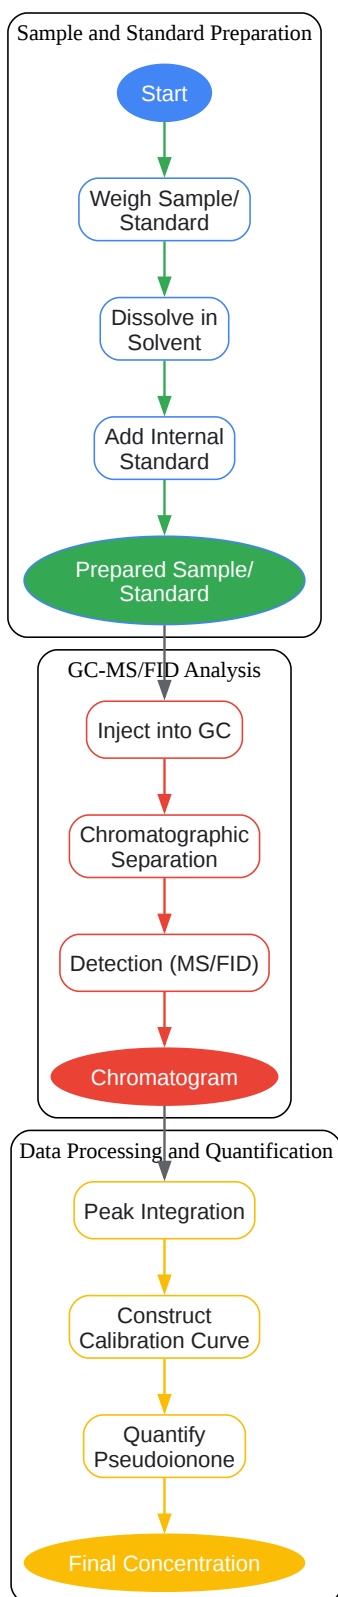 Sample and Standard Preparation
Start
Weigh Sample/
Standard
Dissolve in
Solvent
Add Internal
Standard
Prepared Sample/
Standard
GC-MS/FID Analysis
Inject into GC
Chromatographic
Separation
Detection (MS/FID)
Chromatogram
Data Processing and Quantification
Peak Integration
Construct
Calibration Curve
Quantify
Pseudoionone
Final Concentration